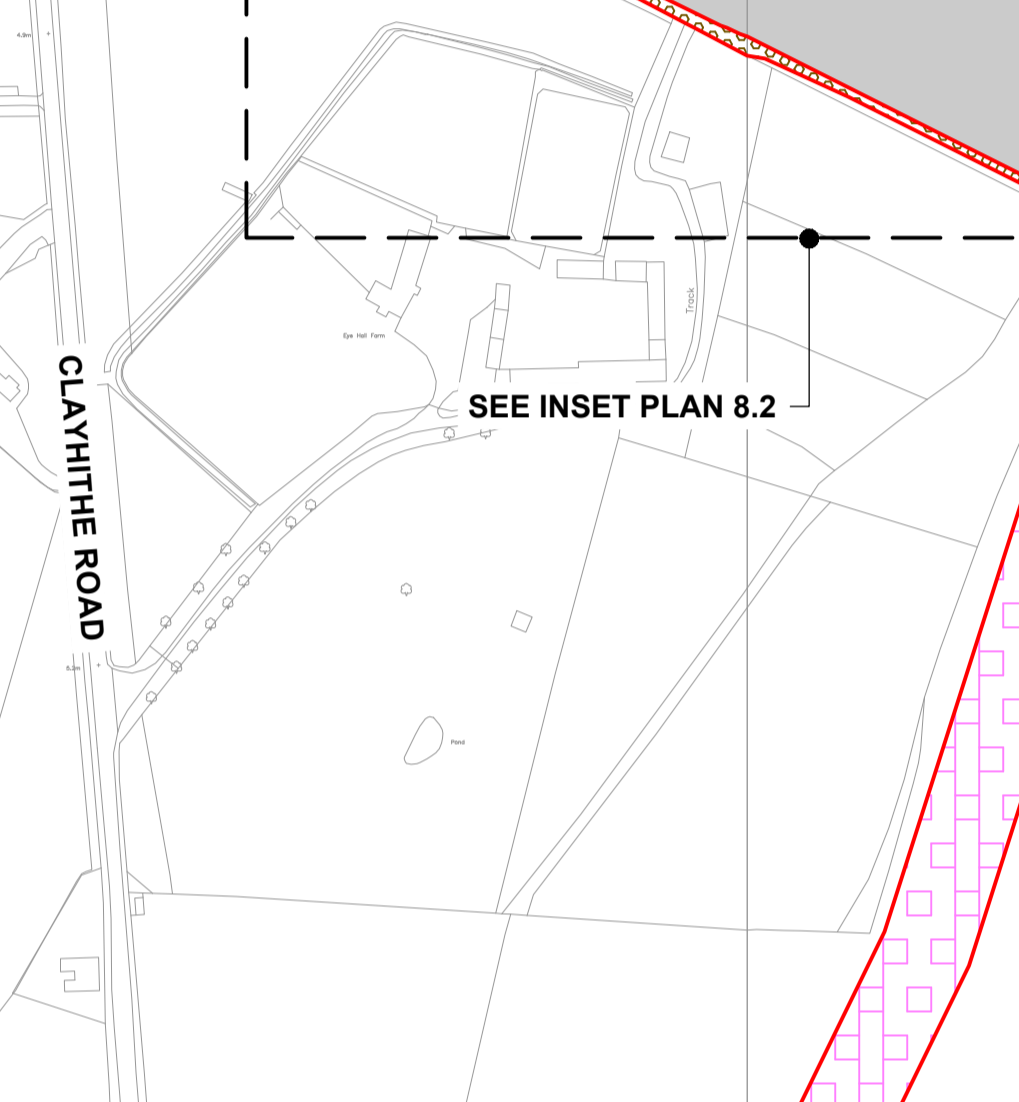 4.9m
Track
Eye Hall Farm
CLAYHITHE ROAD
SEE INSET PLAN 8.2
5.2m
Pond